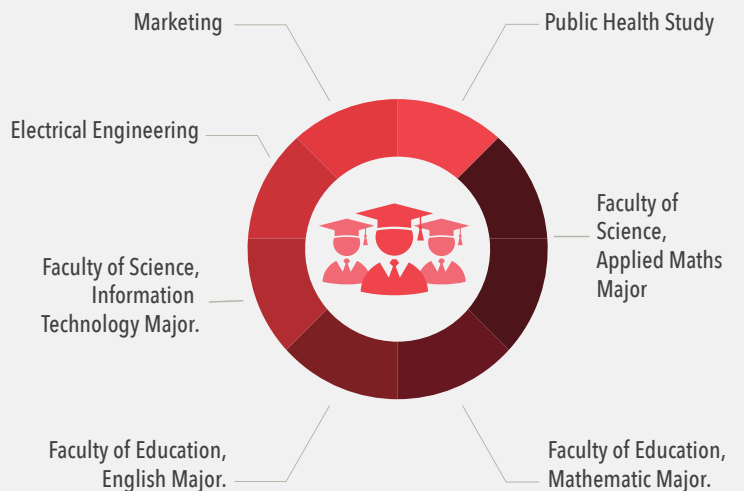 Marketing
Public Health Study
Electrical Engineering
Faculty of
Science,
Applied Maths
Major
Faculty of Science,
Information
Technology Major.
Faculty of Education,
English Major.
Faculty of Education,
Mathematic Major.